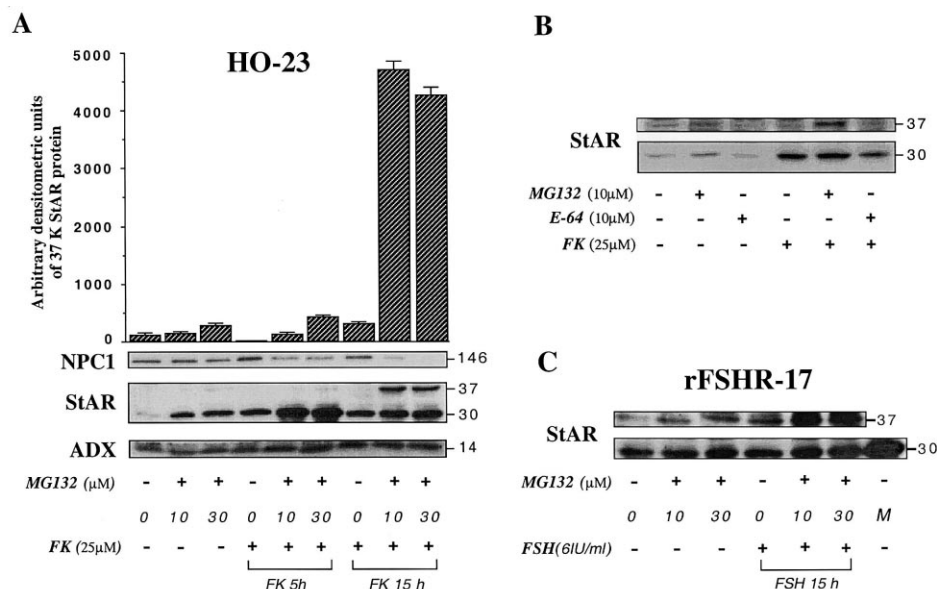 A
HO-23
Arbitrary densitometric units
of 37 K StAR protein
5000
4000
3000
2000
1000
0
NPC1
146
StAR
37
30
ADX
14
MG132 (µM) - + + - + + - + +
0 10 30 0 10 30 0 10 30
FK (25µM) - - - + + + + + +
FK 5h FK 15 h
B
StAR
37
30
MG132 (10µM) - + - - + -
E-64 (10µM) - - + - - +
FK (25µM) - - - + + +
C
rFSHR-17
StAR
37
30
MG132 (µM) - + + - + + -
0 10 30 0 10 30 M
FSH(6IU/ml) - - - + + + -
FSH 15 h